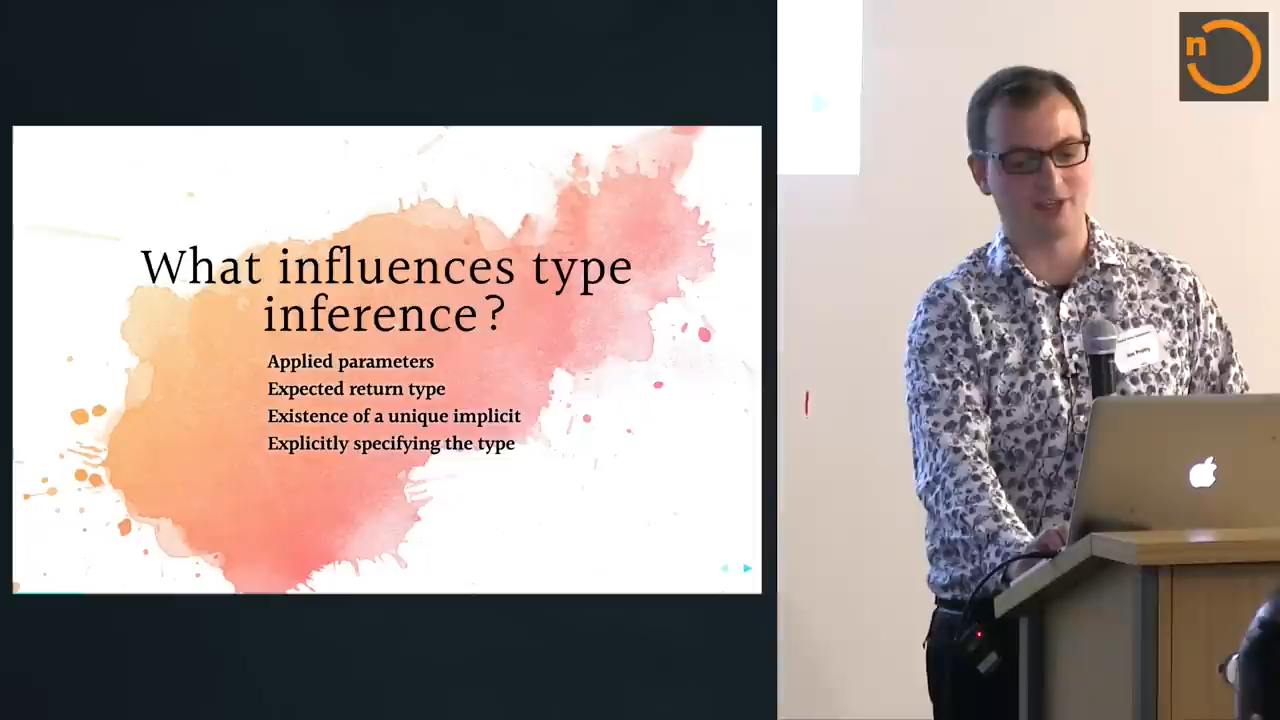 What influences type
inference?
Applied parameters
Expected return type
Existence of a unique implicit
Explicitly specifying the type
n